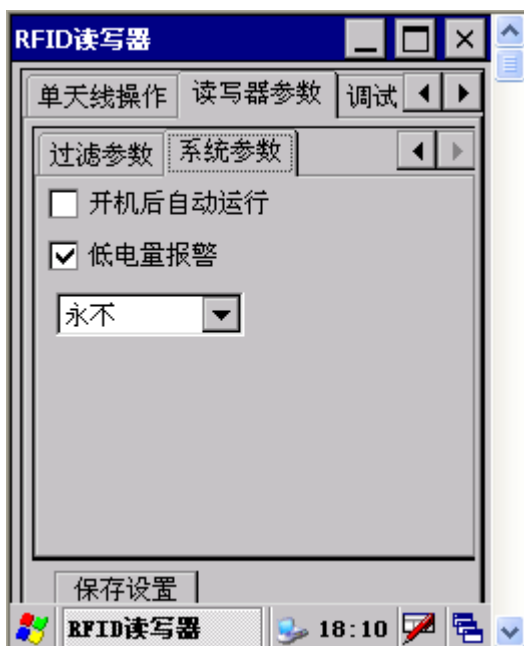 RFID读写器
单天线操作 读写器参数 调试
过滤参数 系统参数
开机后自动运行
低电量报警
永不
保存设置
RFID读写器 18:10